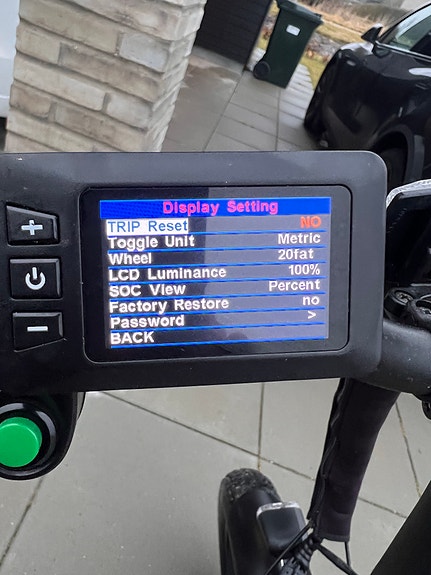 Display Setting
TRIP Reset NO
Toggle Unit Metric
Wheel 20fat
LCD Luminance 100%
SOC View Percent
Factory Restore no
Password >
BACK